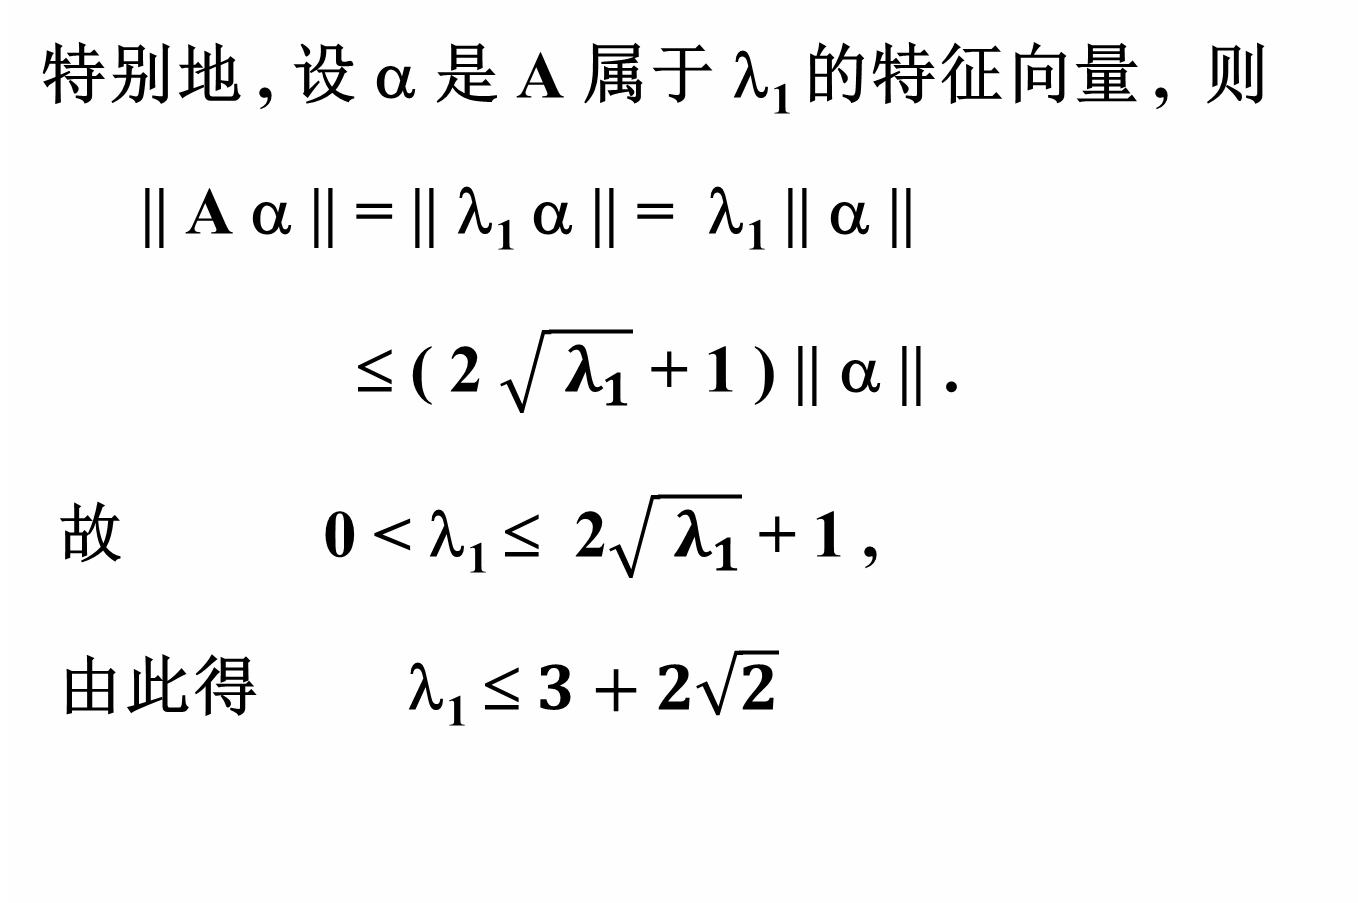 特别地，设 α 是 A 属于 λ₁ 的特征向量，则
|| A α || = || λ₁ α || = λ₁ || α ||
≤ ( 2 √λ₁ + 1 ) || α || .
故 0 < λ₁ ≤ 2√λ₁ + 1 ,
由此得 λ₁ ≤ 3 + 2√2